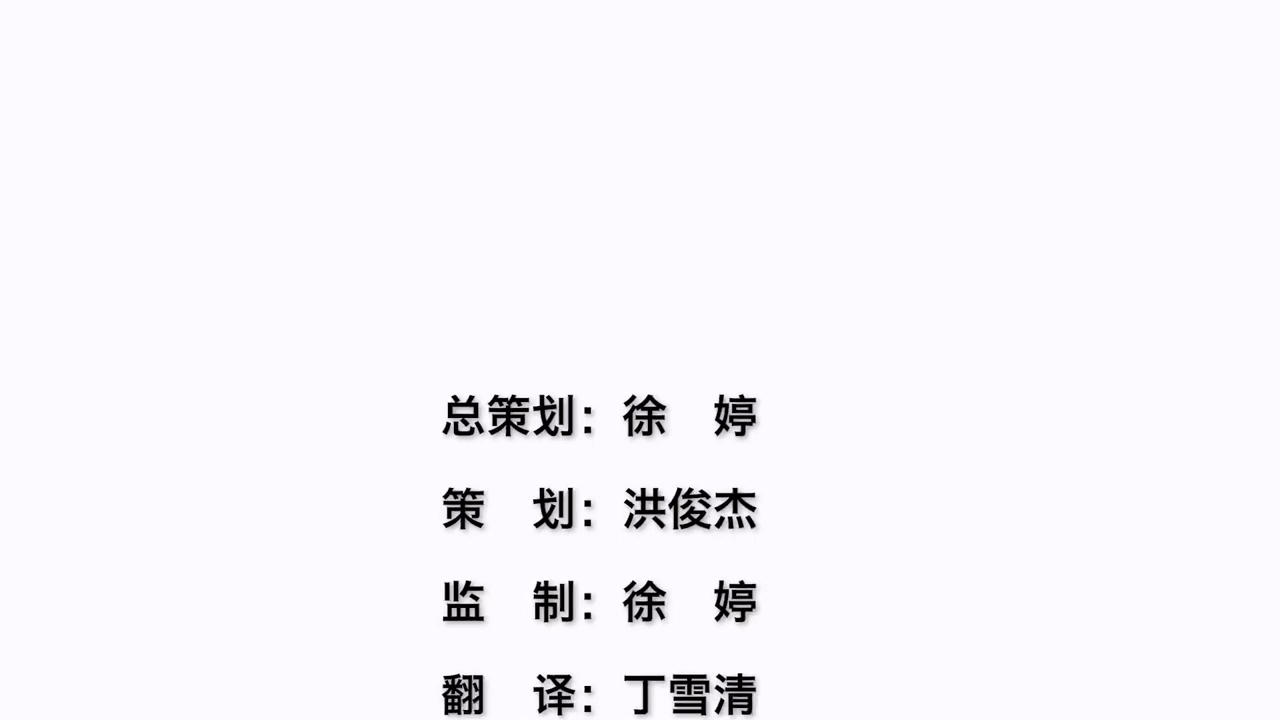 总策划：徐　婷
策　划：洪俊杰
监　制：徐　婷
翻　译：丁雪清